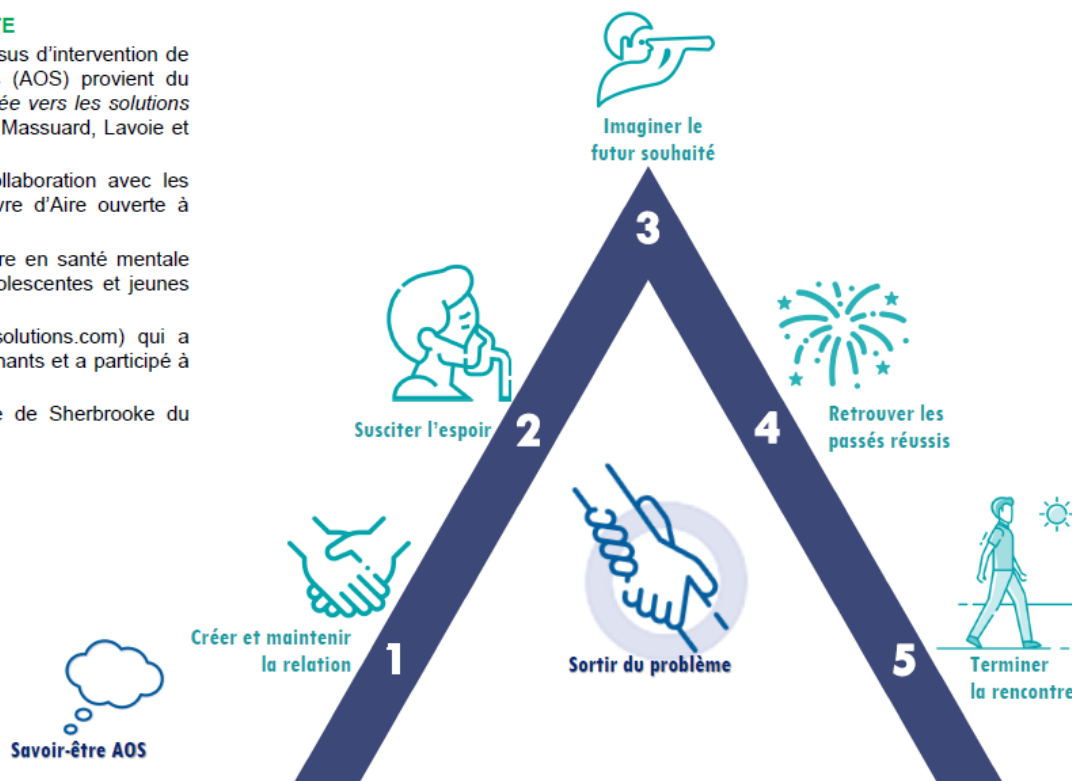 TE
sus d'intervention de
(AOS) provient du
ée vers les solutions
Massuard, Lavoie et
ollaboration avec les
vre d'Aire ouverte à
re en santé mentale
olescentes et jeunes
solutions.com) qui a
nants et a participé à
e de Sherbrooke du
Imaginer le
futur souhaité
3
Susciter l'espoir
2
4
Retrouver les
passés réussis
Créer et maintenir
la relation
1
Sortir du problème
5
Terminer
la rencontre
Savoir-être AOS